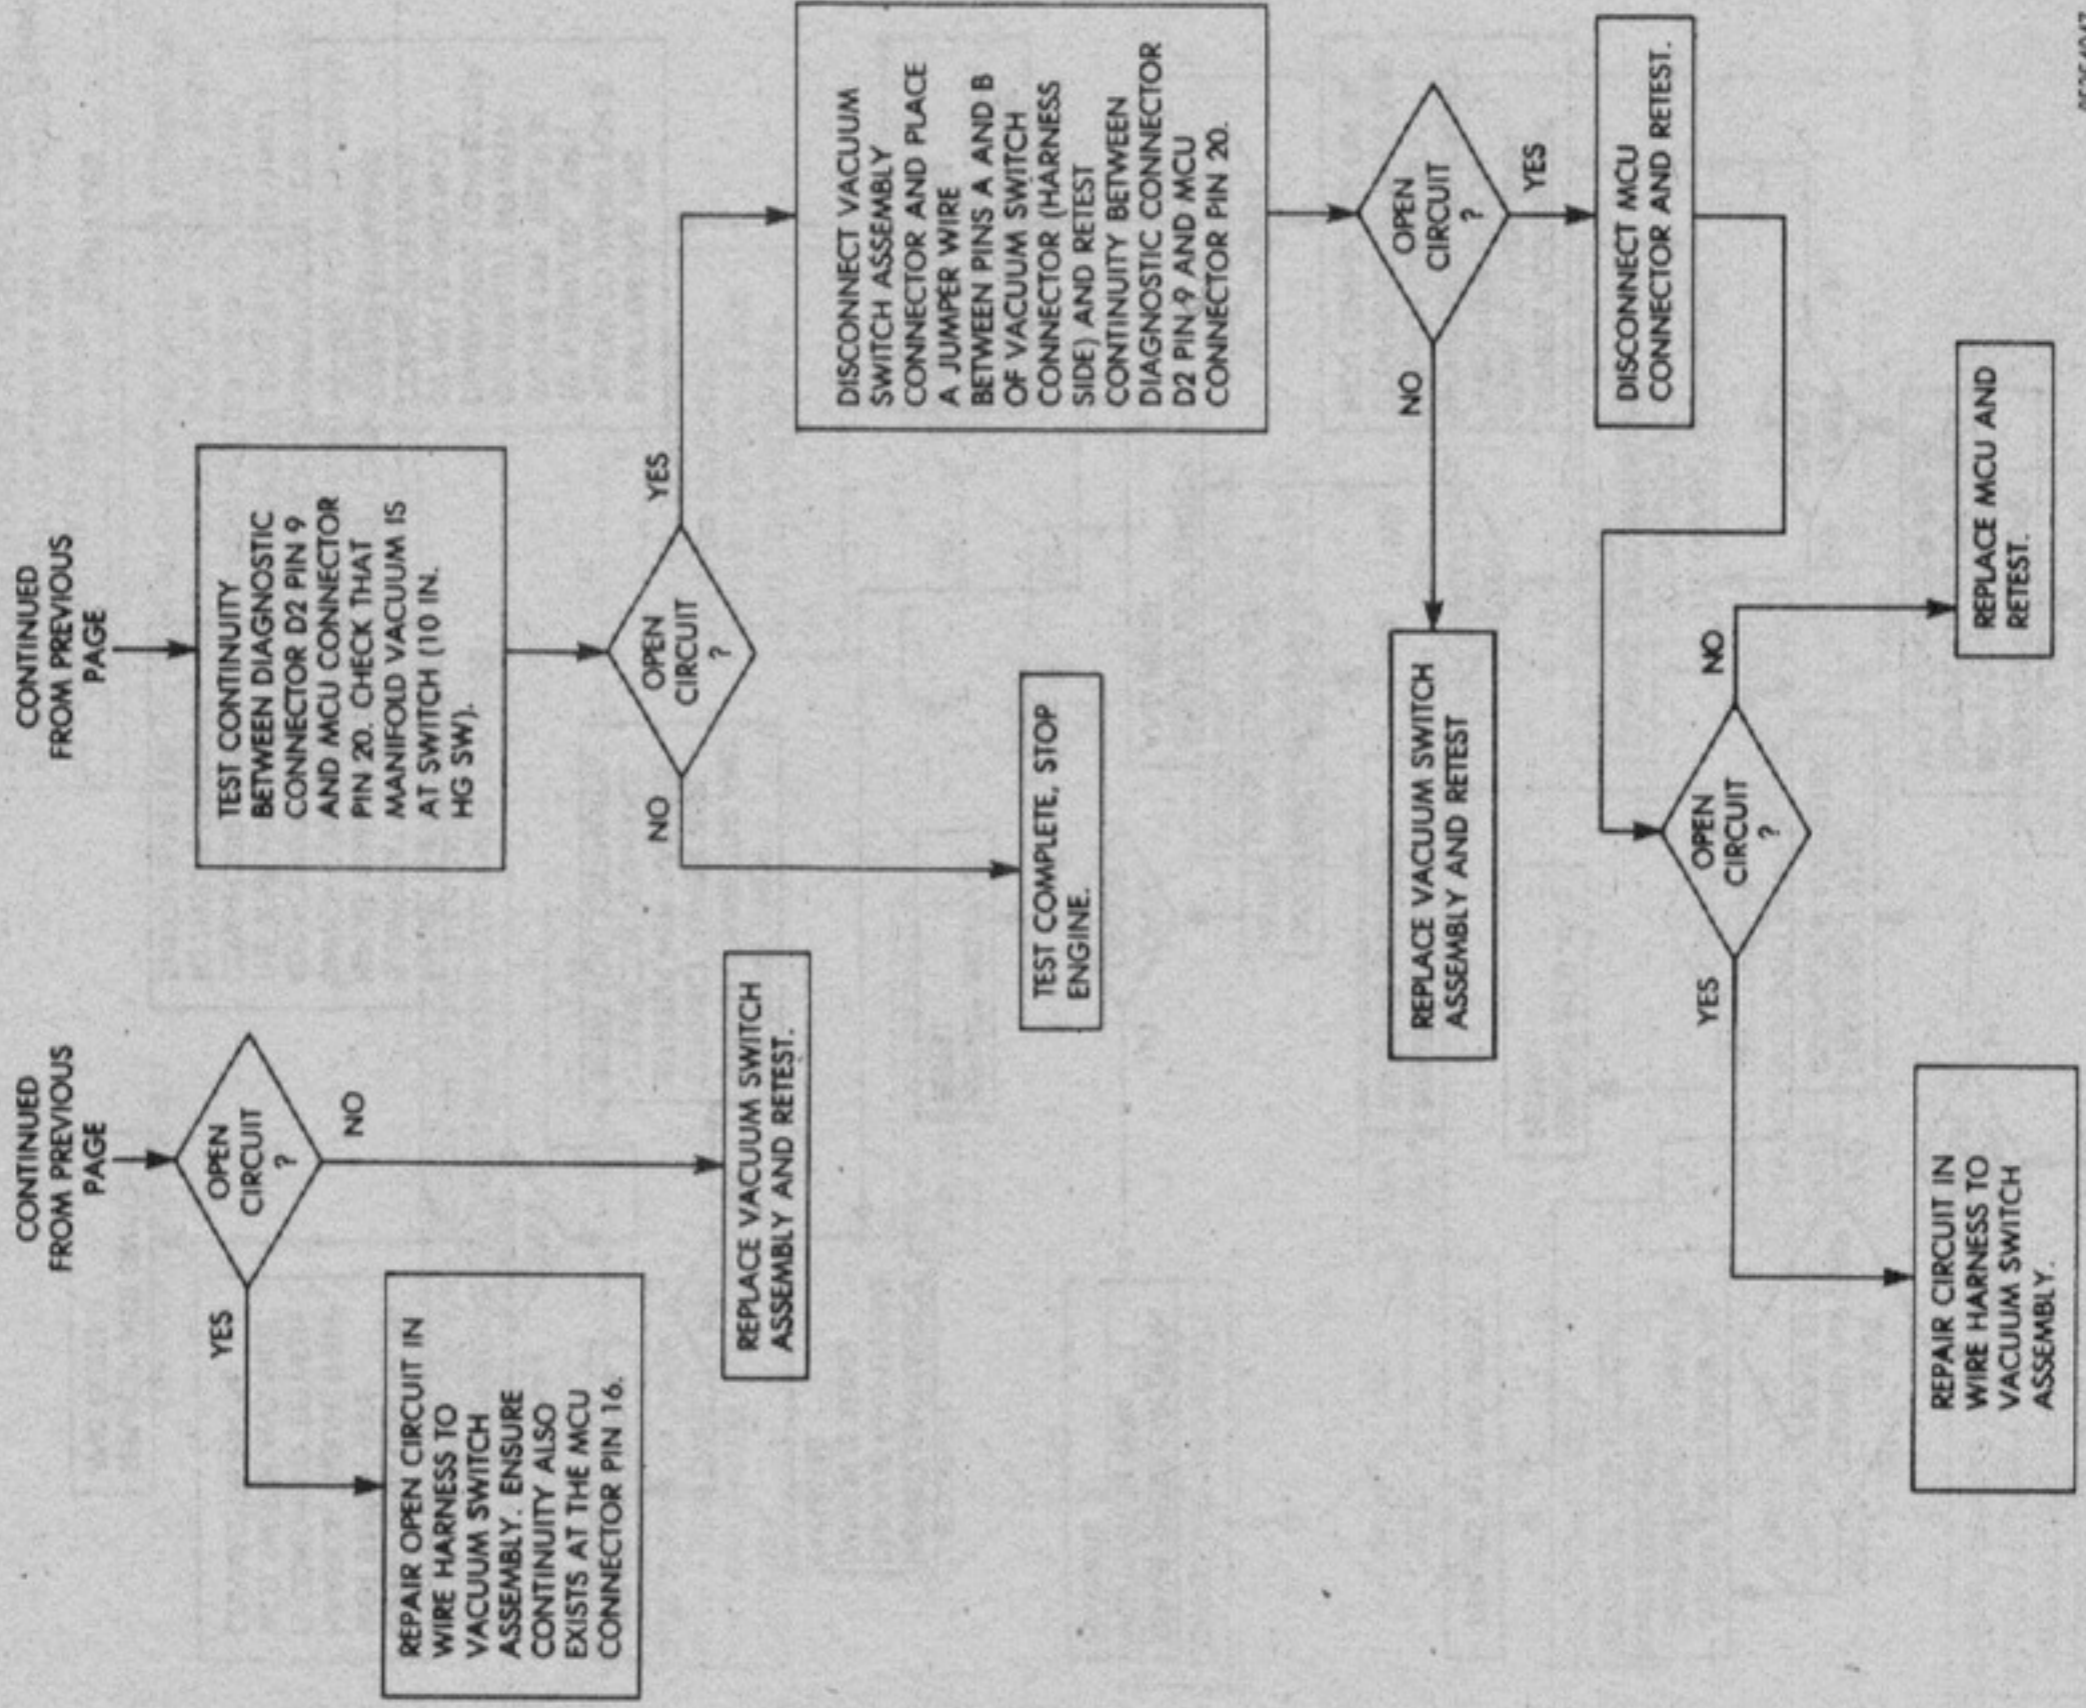 CONTINUED
FROM PREVIOUS
PAGE
OPEN
CIRCUIT
?
YES
NO
REPAIR OPEN CIRCUIT IN
WIRE HARNESS TO
VACUUM SWITCH
ASSEMBLY. ENSURE
CONTINUITY ALSO
EXISTS AT THE MCU
CONNECTOR PIN 16.
REPLACE VACUUM SWITCH
ASSEMBLY AND RETEST.
CONTINUED
FROM PREVIOUS
PAGE
TEST CONTINUITY
BETWEEN DIAGNOSTIC
CONNECTOR D2 PIN 9
AND MCU CONNECTOR
PIN 20. CHECK THAT
MANIFOLD VACUUM IS
AT SWITCH (10 IN.
HG SW).
OPEN
CIRCUIT
?
NO
YES
TEST COMPLETE, STOP
ENGINE.
DISCONNECT VACUUM
SWITCH ASSEMBLY
CONNECTOR AND PLACE
A JUMPER WIRE
BETWEEN PINS A AND B
OF VACUUM SWITCH
CONNECTOR (HARNESS
SIDE) AND RETEST
CONTINUITY BETWEEN
DIAGNOSTIC CONNECTOR
D2 PIN 9 AND MCU
CONNECTOR PIN 20.
OPEN
CIRCUIT
?
NO
YES
REPLACE VACUUM SWITCH
ASSEMBLY AND RETEST
DISCONNECT MCU
CONNECTOR AND RETEST.
OPEN
CIRCUIT
?
YES
NO
REPAIR CIRCUIT IN
WIRE HARNESS TO
VACUUM SWITCH
ASSEMBLY.
REPLACE MCU AND
RETEST.